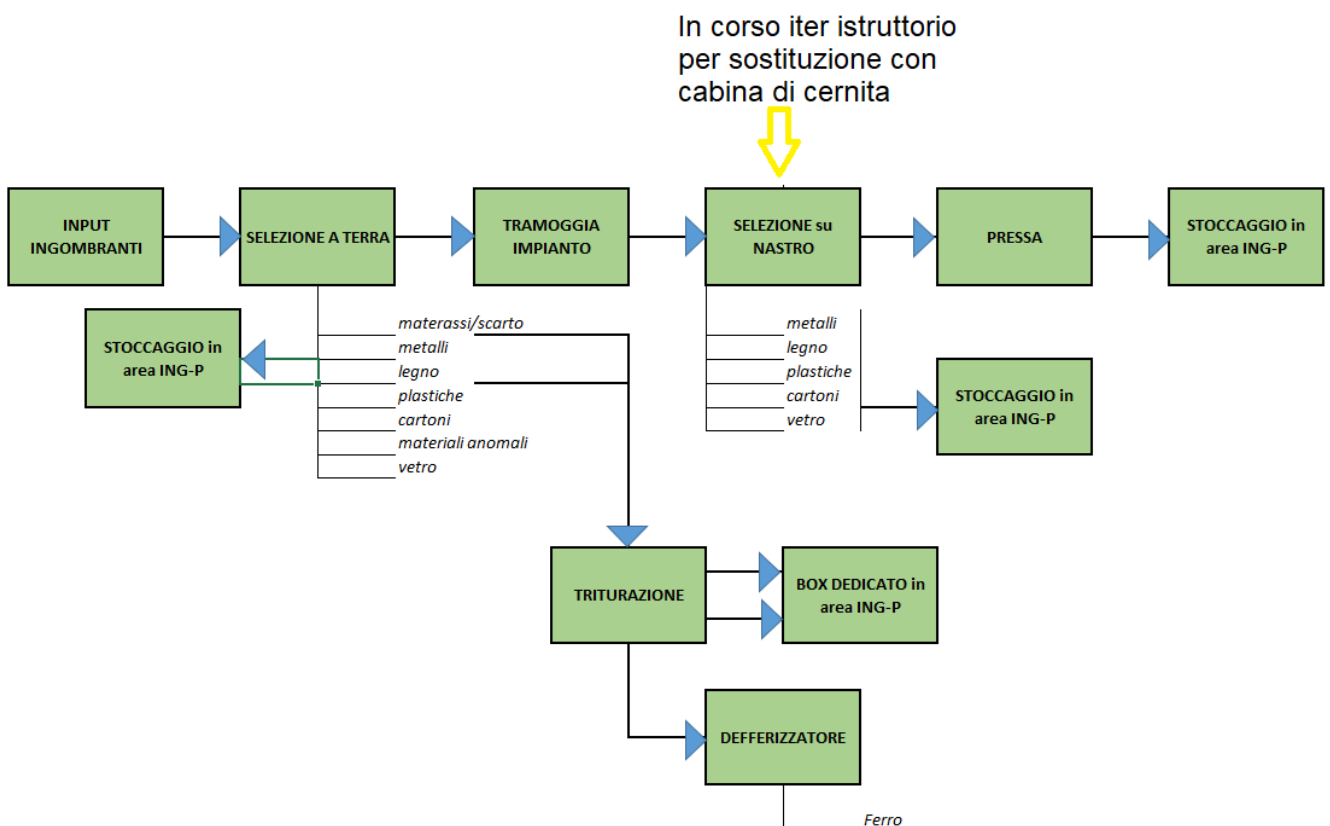 In corso iter istruttorio
per sostituzione con
cabina di cernita
INPUT
INGOMBRANTI
SELEZIONE A TERRA
TRAMOGGIA
IMPIANTO
SELEZIONE su
NASTRO
PRESSA
STOCCAGGIO in
area ING-P
STOCCAGGIO in
area ING-P
materassi/scarto
metalli
legno
plastiche
cartoni
materiali anomali
vetro
metalli
legno
plastiche
cartoni
vetro
STOCCAGGIO in
area ING-P
TRITURAZIONE
BOX DEDICATO in
area ING-P
DEFFERIZZATORE
Ferro